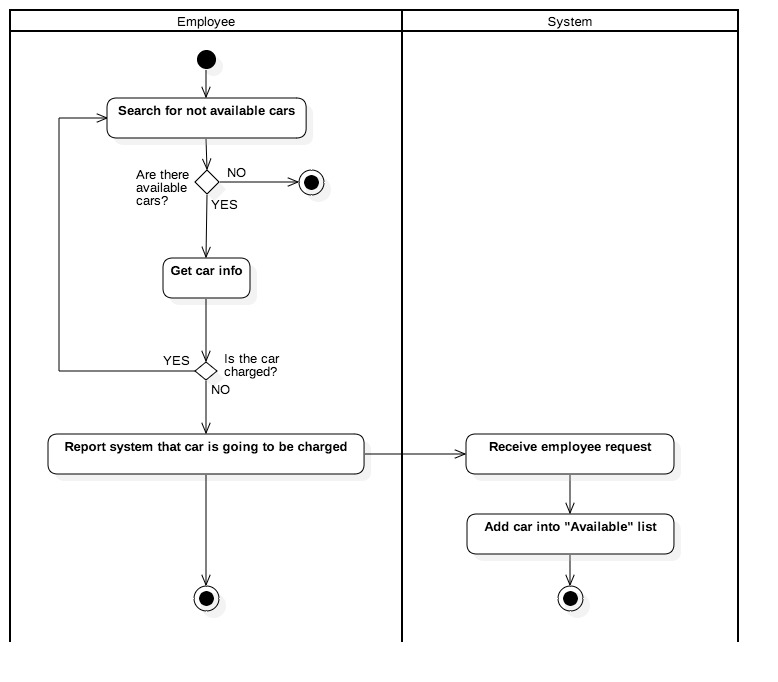 Employee
System
Search for not available cars
Are there
available
cars?
NO
YES
Get car info
YES
Is the car
charged?
NO
Report system that car is going to be charged
Receive employee request
Add car into "Available" list